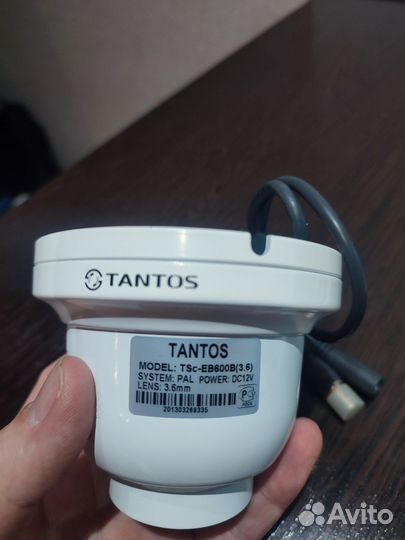 TANTOS
TANTOS
MODEL: TSc-EB600B(3.6)
SYSTEM: PAL POWER: DC12V
LENS: 3.6mm
201303269335
Avito